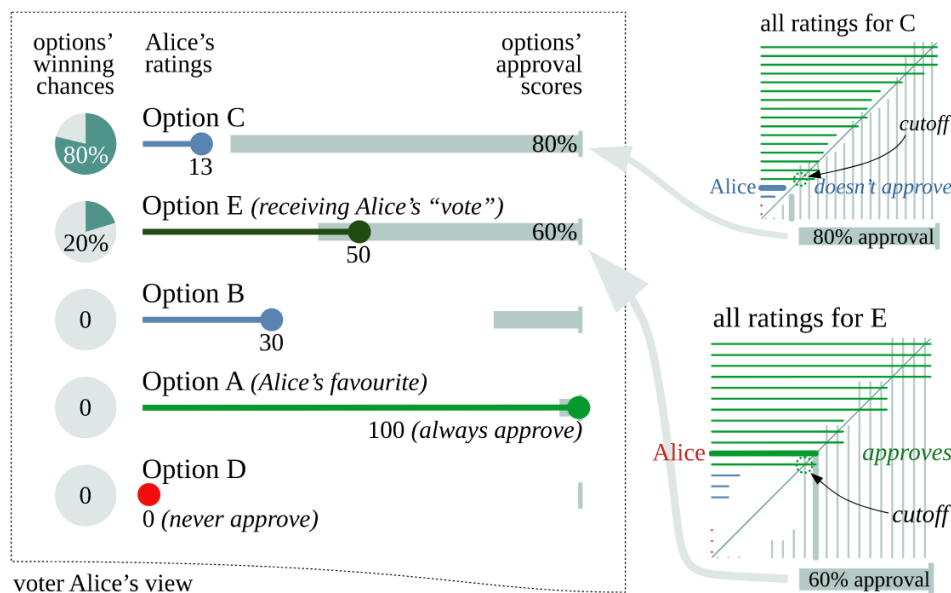 options’
winning
chances
Alice’s
ratings
options’
approval
scores
Option C
80%
13
80%
Option E (receiving Alice’s “vote”)
20%
50
60%
Option B
0
30
Option A (Alice’s favourite)
0
100 (always approve)
Option D
0
0 (never approve)
voter Alice’s view
all ratings for C
cutoff
Alice
doesn’t approve
80% approval
all ratings for E
Alice
approves
cutoff
60% approval